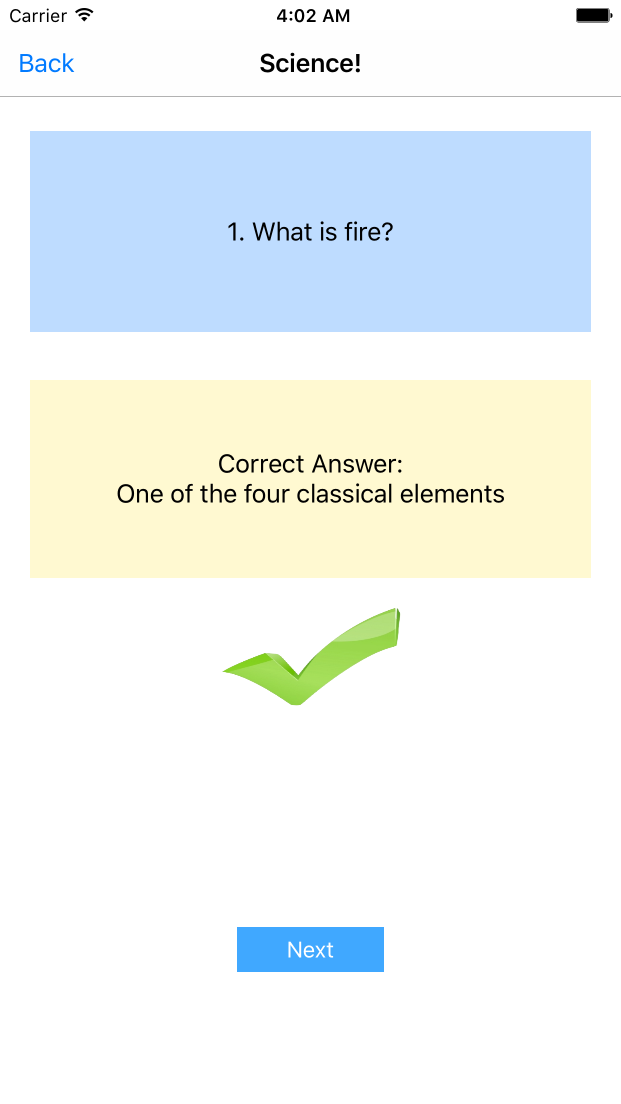 Carrier
4:02 AM
Back
Science!
1. What is fire?
Correct Answer:
One of the four classical elements
Next